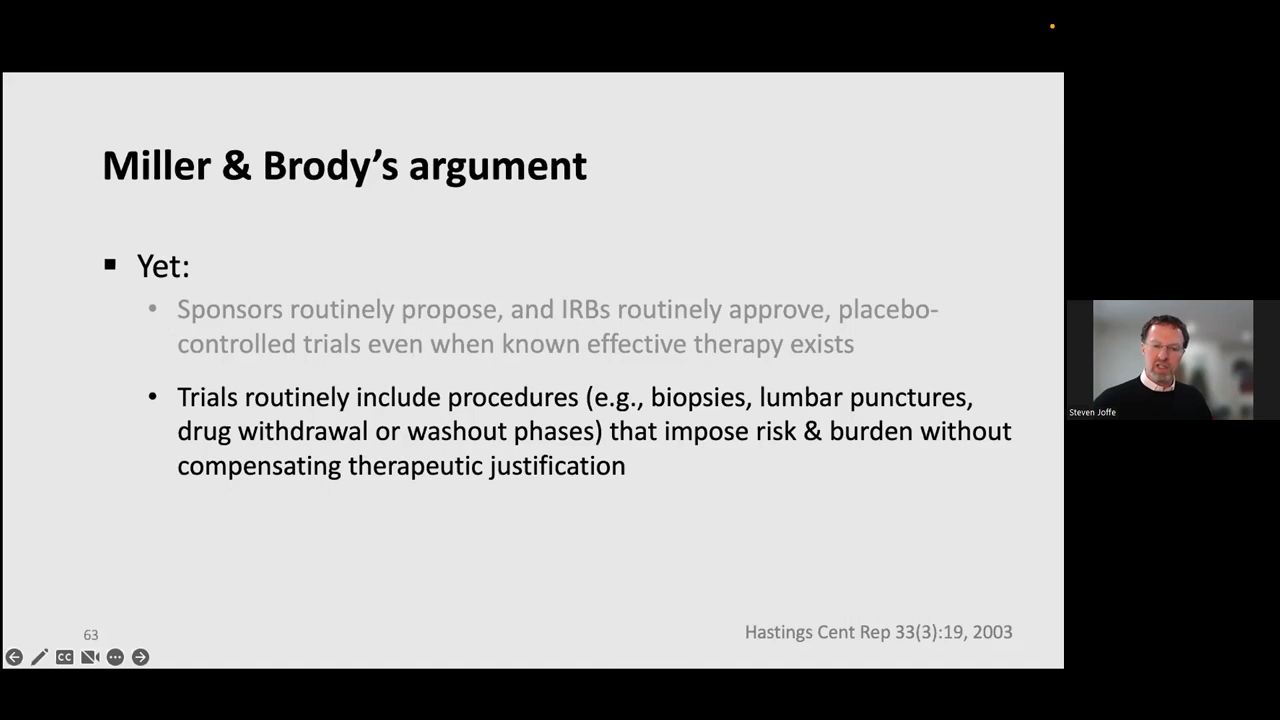 Miller & Brody’s argument
▪ Yet:
• Sponsors routinely propose, and IRBs routinely approve, placebo-
controlled trials even when known effective therapy exists
• Trials routinely include procedures (e.g., biopsies, lumbar punctures,
drug withdrawal or washout phases) that impose risk & burden without
compensating therapeutic justification
Steven Joffe
63
Hastings Cent Rep 33(3):19, 2003
CC